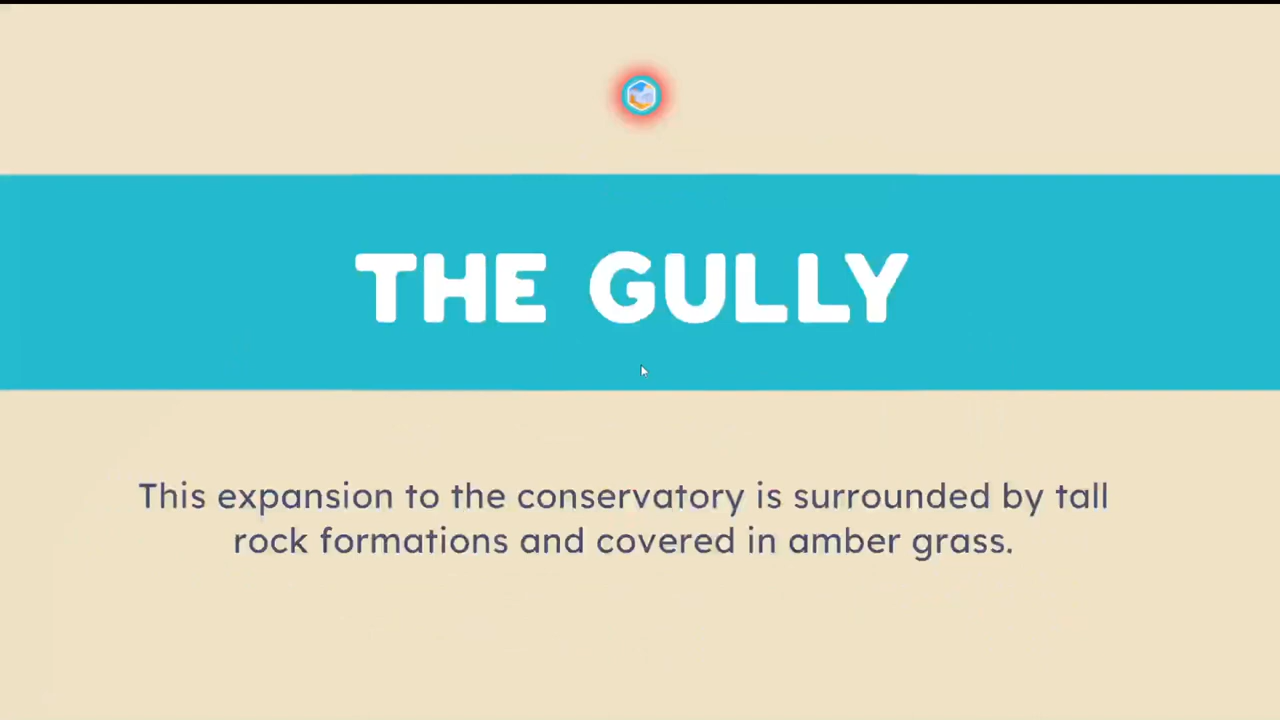 THE GULLY
This expansion to the conservatory is surrounded by tall
rock formations and covered in amber grass.